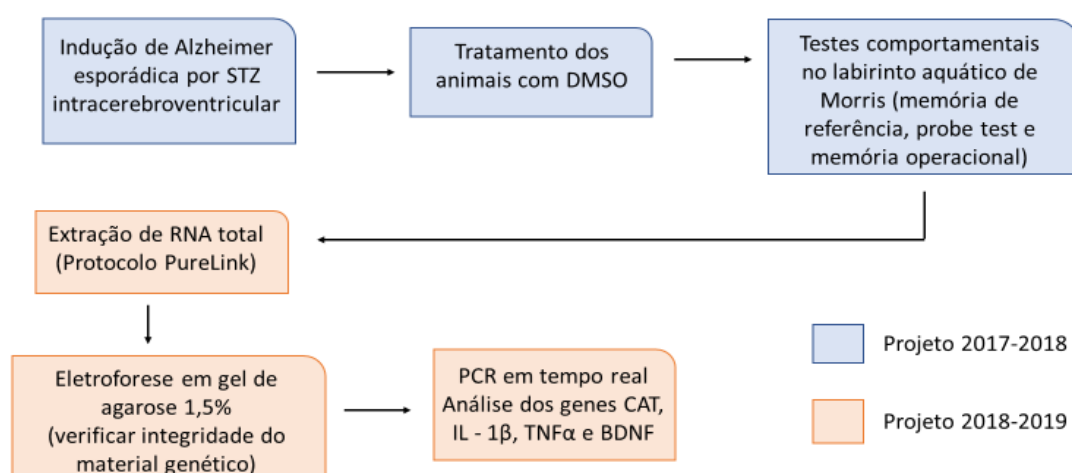 Indução de Alzheimer
esporádica por STZ
intracerebroventricular
Tratamento dos
animais com DMSO
Testes comportamentais
no labirinto aquático de
Morris (memória de
referência, probe test e
memória operacional)
Extração de RNA total
(Protocolo PureLink)
Eletroforese em gel de
agarose 1,5%
(verificar integridade do
material genético)
PCR em tempo real
Análise dos genes CAT,
IL - 1β, TNFα e BDNF
Projeto 2017-2018
Projeto 2018-2019